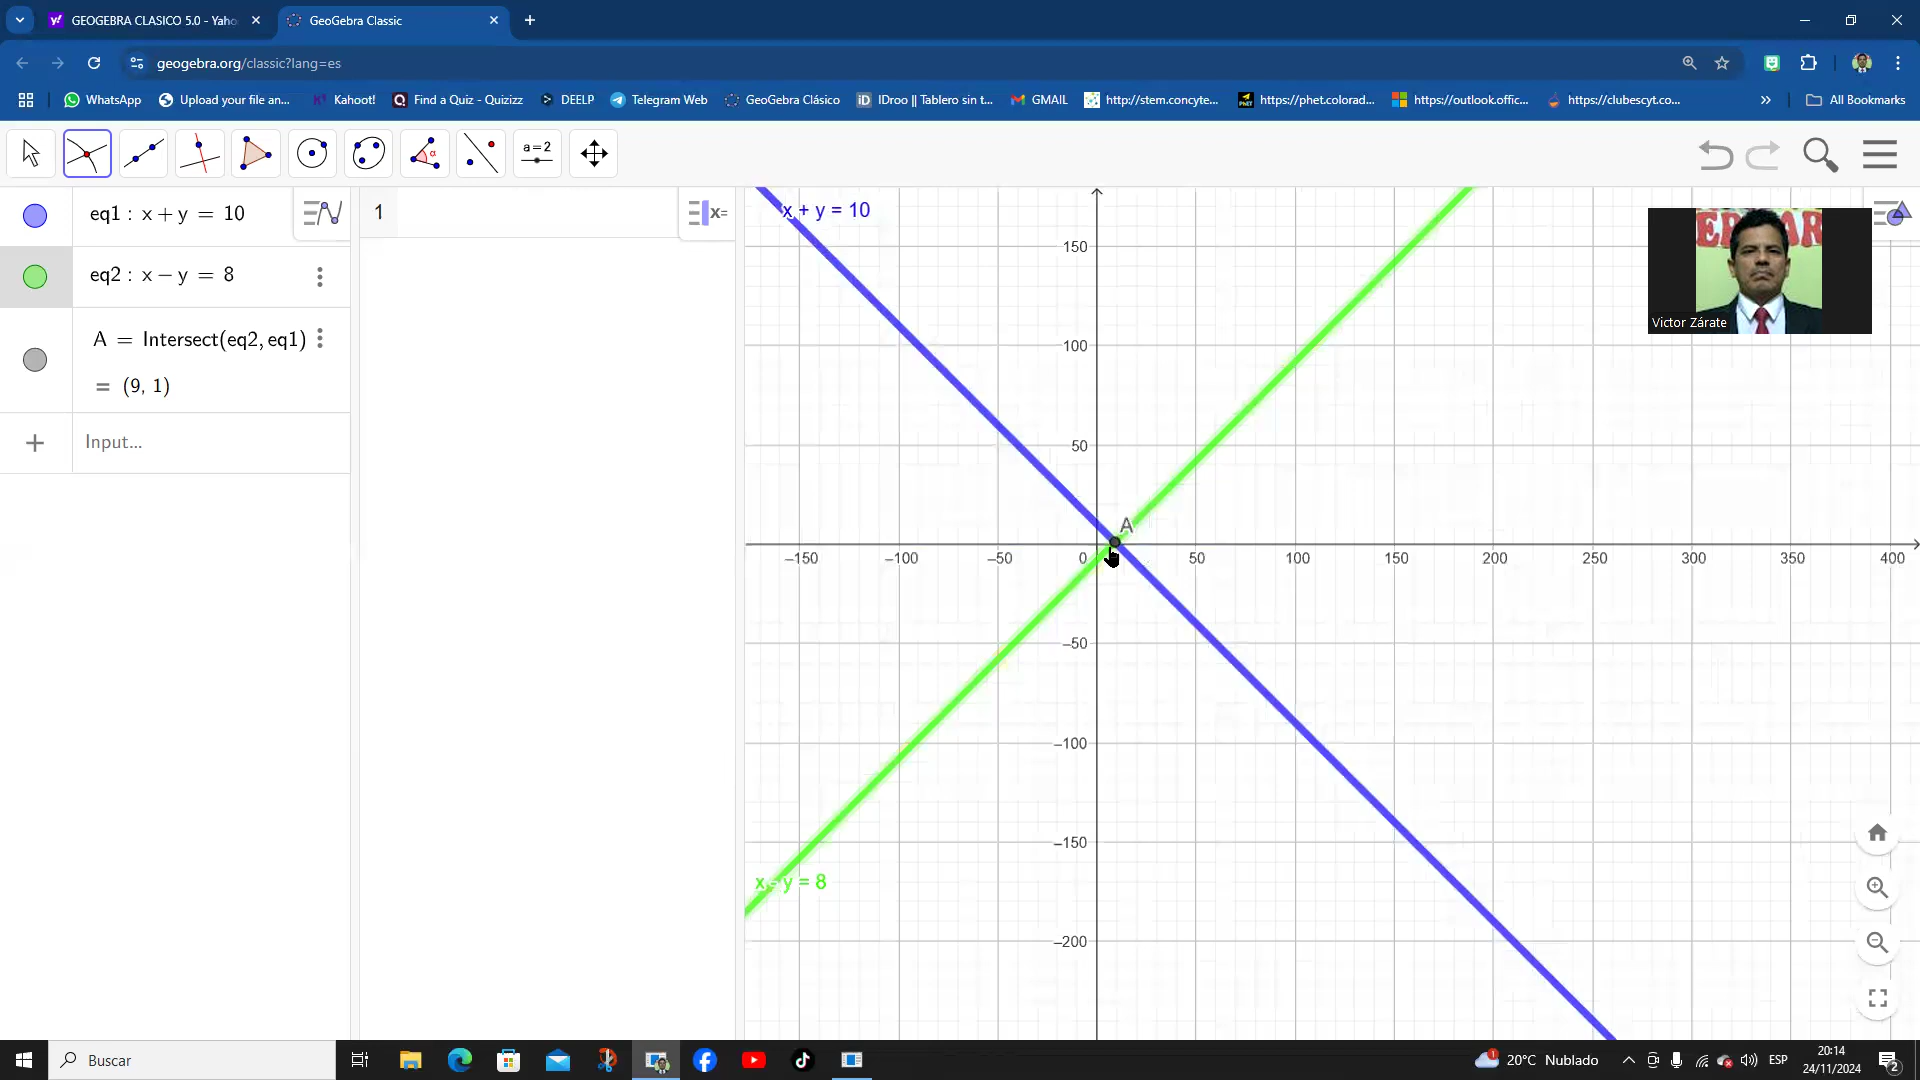 GEOGEBRA CLASICO 5.0 - Yaho
GeoGebra Classic
geogebra.org/classic?lang=es
WhatsApp
Upload your file an...
Kahoot!
Find a Quiz - Quizizz
DEELP
Telegram Web
GeoGebra Clásico
IDroo || Tablero sin t...
GMAIL
http://stem.concyte...
https://phet.colorad...
https://outlook.offic...
https://clubescyt.co...
All Bookmarks
α
a = 2
eq1 : x + y = 10
1
x=
x + y = 10
eq2 : x − y = 8
A = Intersect(eq2, eq1)
= (9, 1)
Input...
150
100
50
A
–150 –100 –50 0 50 100 150 200 250 300 350 400
–50
–100
–150
–200
x − y = 8
Victor Zárate
Buscar
20°C Nublado
ESP
20:14
24/11/2024
2